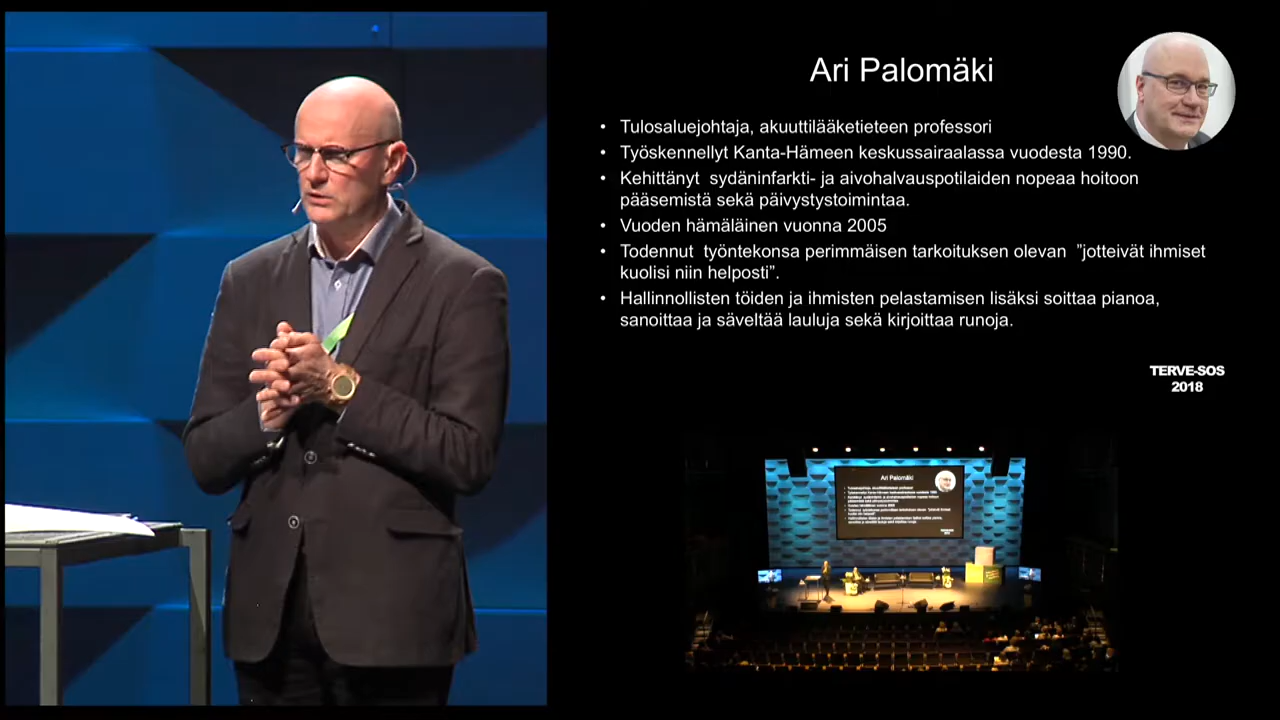 Ari Palomäki
• Tulosaluejohtaja, akuuttilääketieteen professori
• Työskennellyt Kanta-Hämeen keskussairaalassa vuodesta 1990.
• Kehittänyt sydäninfarkti- ja aivohalvauspotilaiden nopeaa hoitoon
pääsemistä sekä päivystystoimintaa.
• Vuoden hämäläinen vuonna 2005
• Todennut työntekonsa perimmäisen tarkoituksen olevan ”jotteivät ihmiset
kuolisi niin helposti”.
• Hallinnollisten töiden ja ihmisten pelastamisen lisäksi soittaa pianoa,
sanoittaa ja säveltää lauluja sekä kirjoittaa runoja.
TERVE-SOS
2018
Ari Palomäki